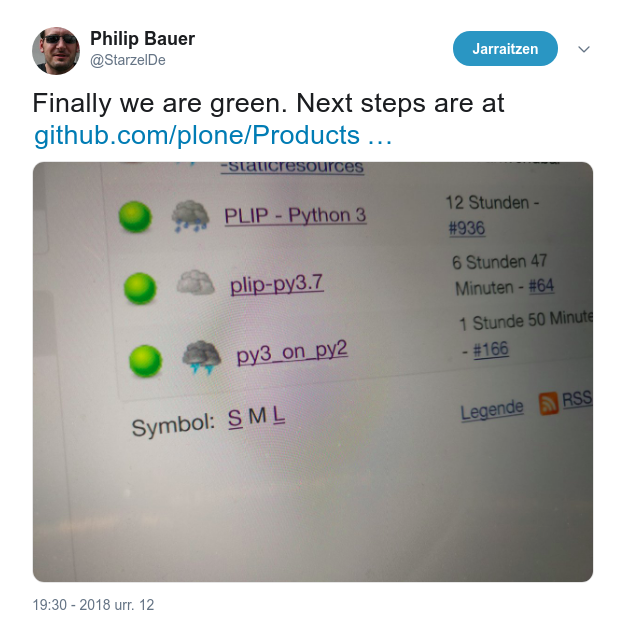 Philip Bauer
@StarzelDe
Jarraitzen
Finally we are green. Next steps are at
github.com/plone/Products …
-staticresources
PLIP - Python 3
12 Stunden -
#936
plip-py3.7
6 Stunden 47
Minuten - #64
py3_on_py2
1 Stunde 50 Minute
- #166
Symbol: S M L
Legende
RSS
19:30 - 2018 urr. 12